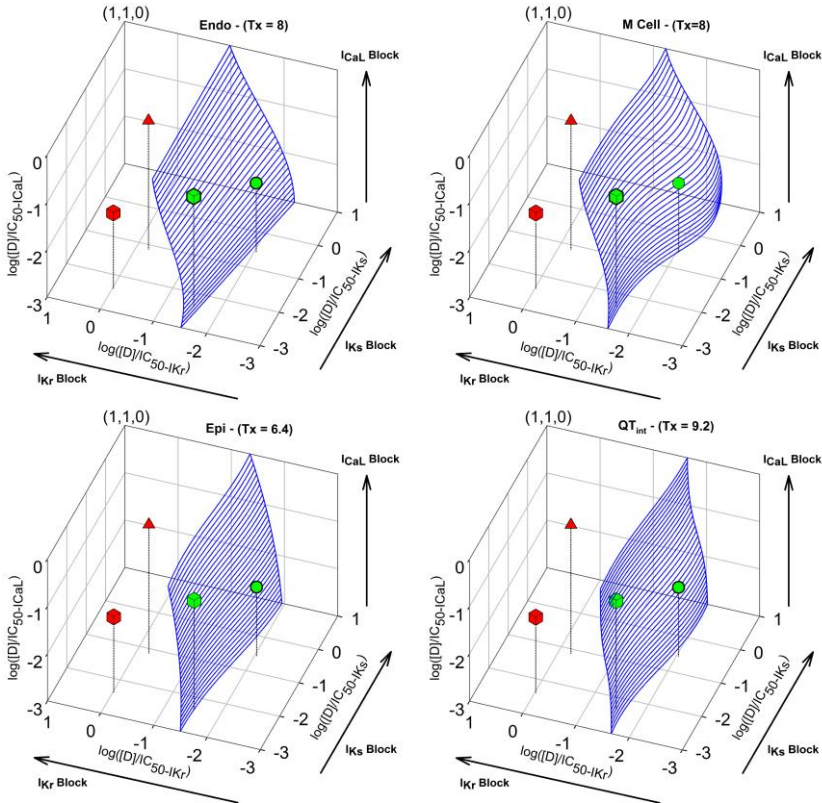 (1,1,0)
Endo - (Tx = 8)
I_CaL Block
0
-1
-2
-3
log([D]/IC50-ICaL)
1
0
-1
-2
-3
log([D]/IC50-IKr)
1
0
-1
-2
-3
log([D]/IC50-IKs)
IKr Block
IKs Block
(1,1,0)
M Cell - (Tx=8)
ICaL Block
0
-1
-2
-3
log([D]/IC50-ICaL)
1
0
-1
-2
-3
log([D]/IC50-IKr)
1
0
-1
-2
-3
log([D]/IC50-IKs)
IKr Block
IKs Block
(1,1,0)
Epi - (Tx = 6.4)
ICaL Block
0
-1
-2
-3
log([D]/IC50-ICaL)
1
0
-1
-2
-3
log([D]/IC50-IKr)
1
0
-1
-2
-3
log([D]/IC50-IKs)
IKr Block
IKs Block
(1,1,0)
QTint - (Tx = 9.2)
ICaL Block
0
-1
-2
-3
log([D]/IC50-ICaL)
1
0
-1
-2
-3
log([D]/IC50-IKr)
1
0
-1
-2
-3
log([D]/IC50-IKs)
IKr Block
IKs Block